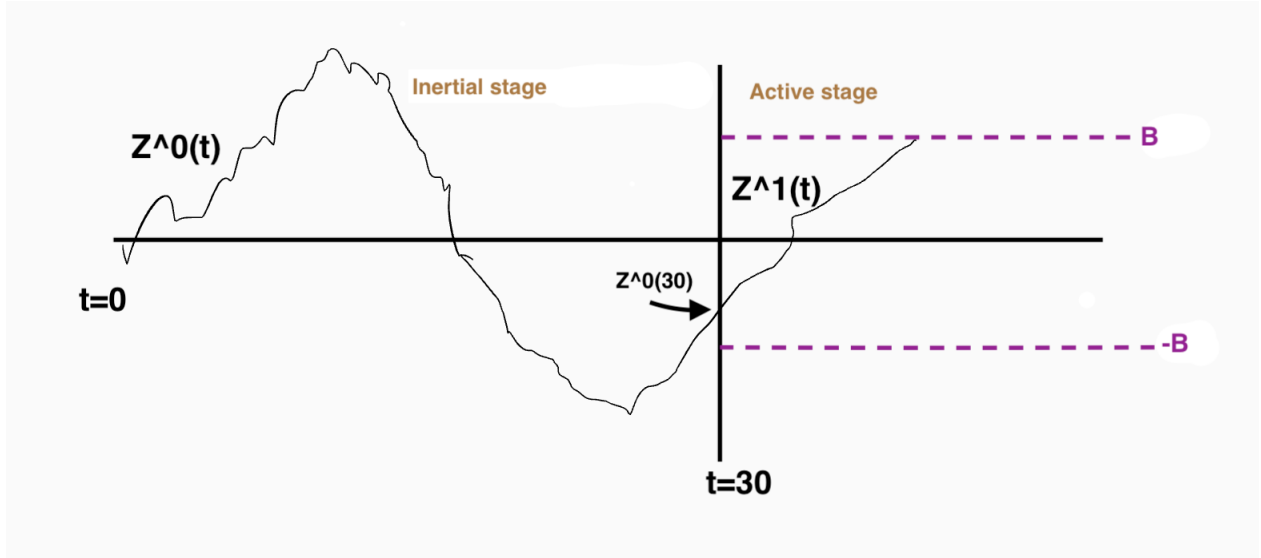 Inertial stage
Active stage
B
Z^0(t)
Z^1(t)
Z^0(30)
t=0
-B
t=30